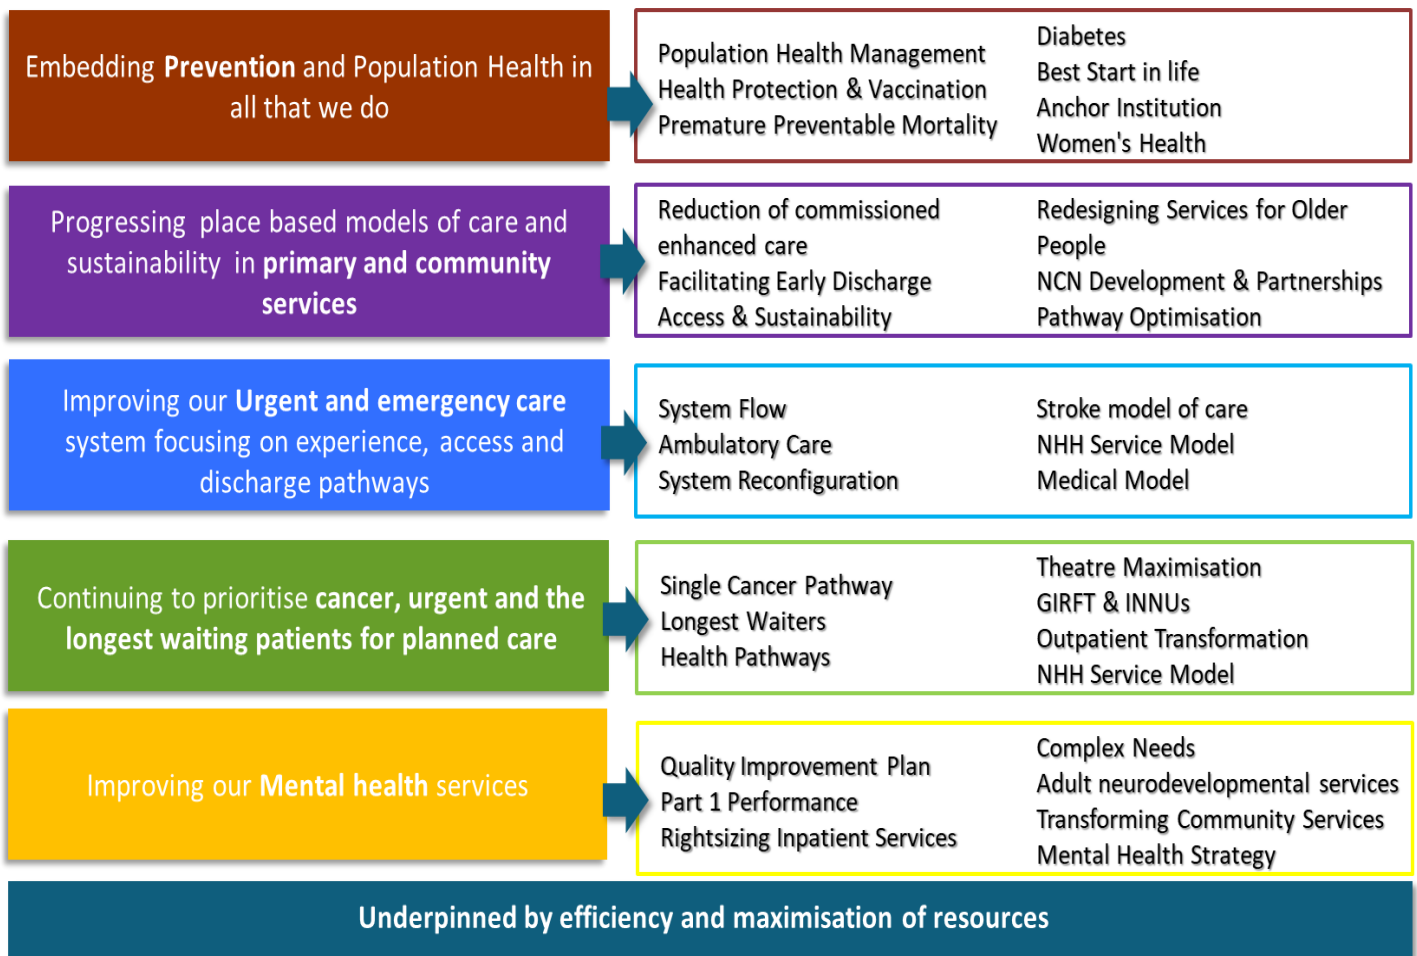 Embedding Prevention and Population Health in
all that we do
Population Health Management
Health Protection & Vaccination
Premature Preventable Mortality
Diabetes
Best Start in life
Anchor Institution
Women's Health
Progressing place based models of care and
sustainability in primary and community
services
Reduction of commissioned
enhanced care
Facilitating Early Discharge
Access & Sustainability
Redesigning Services for Older
People
NCN Development & Partnerships
Pathway Optimisation
Improving our Urgent and emergency care
system focusing on experience, access and
discharge pathways
System Flow
Ambulatory Care
System Reconfiguration
Stroke model of care
NHH Service Model
Medical Model
Continuing to prioritise cancer, urgent and the
longest waiting patients for planned care
Single Cancer Pathway
Longest Waiters
Health Pathways
Theatre Maximisation
GIRFT & INNUs
Outpatient Transformation
NHH Service Model
Improving our Mental health services
Quality Improvement Plan
Part 1 Performance
Rightsizing Inpatient Services
Complex Needs
Adult neurodevelopmental services
Transforming Community Services
Mental Health Strategy
Underpinned by efficiency and maximisation of resources